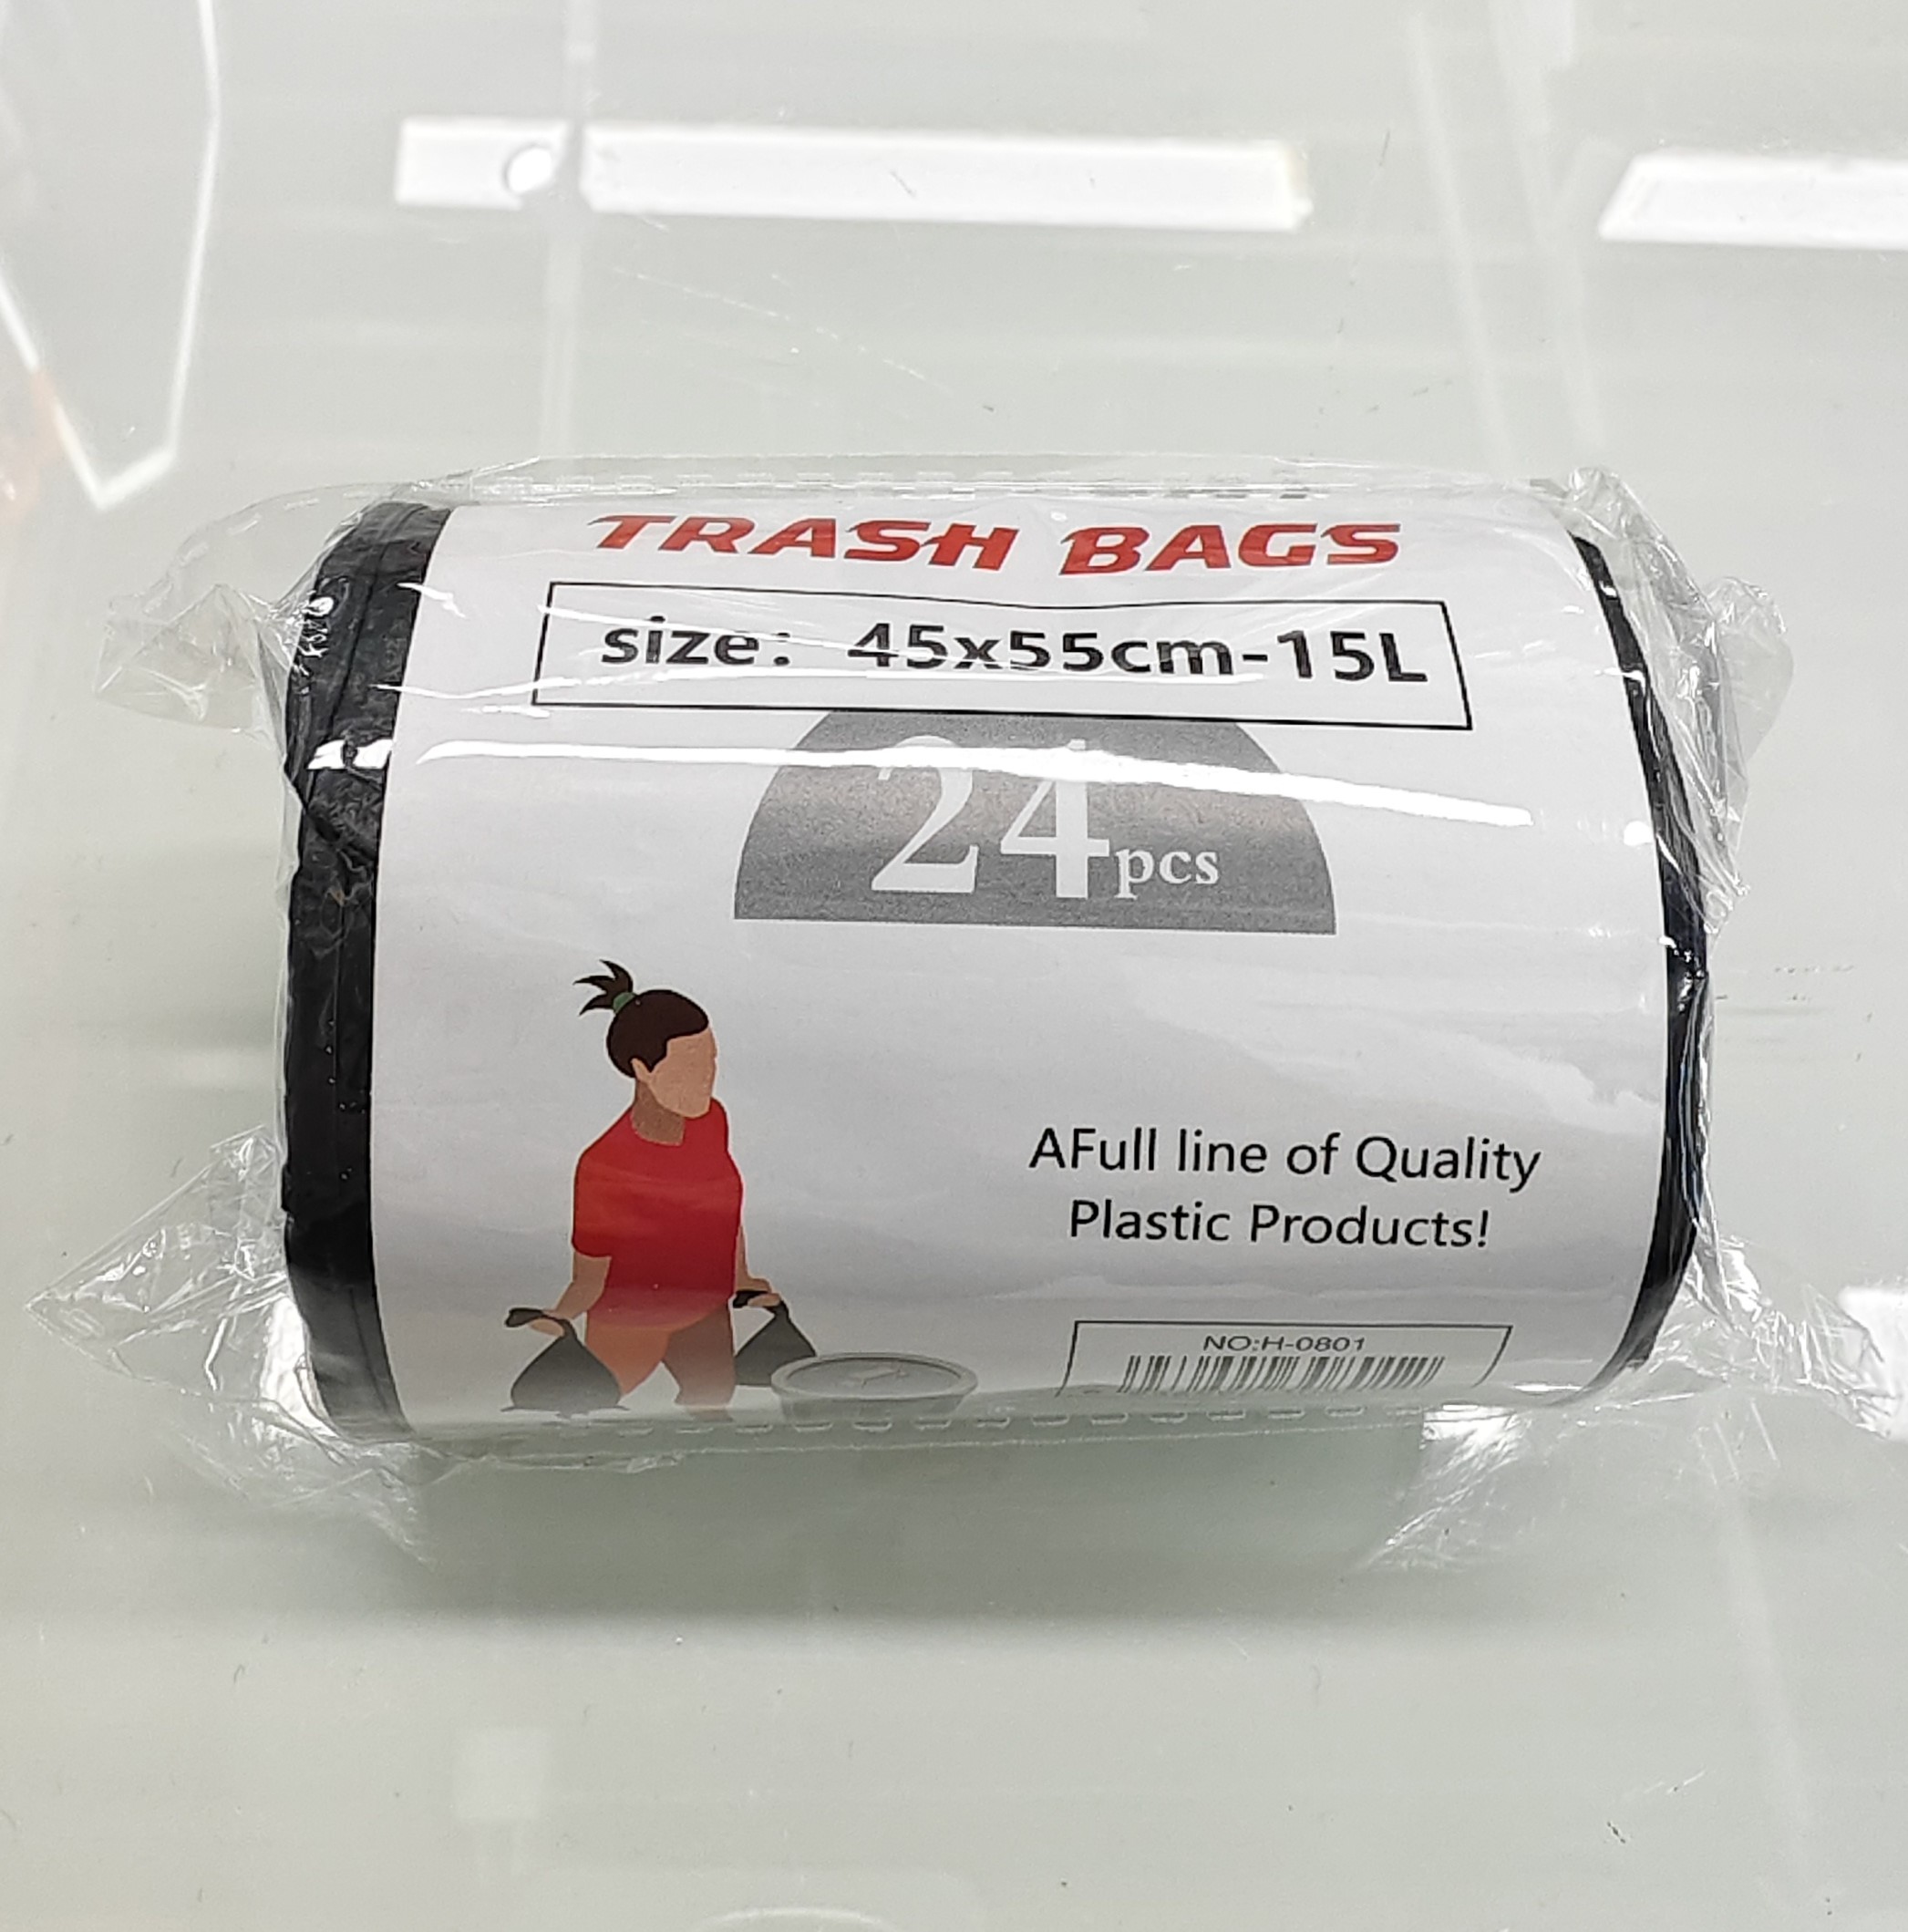 TRASH BAGS
size: 45x55cm-15L
24pcs
AFull line of Quality
Plastic Products!
NO:H-0801